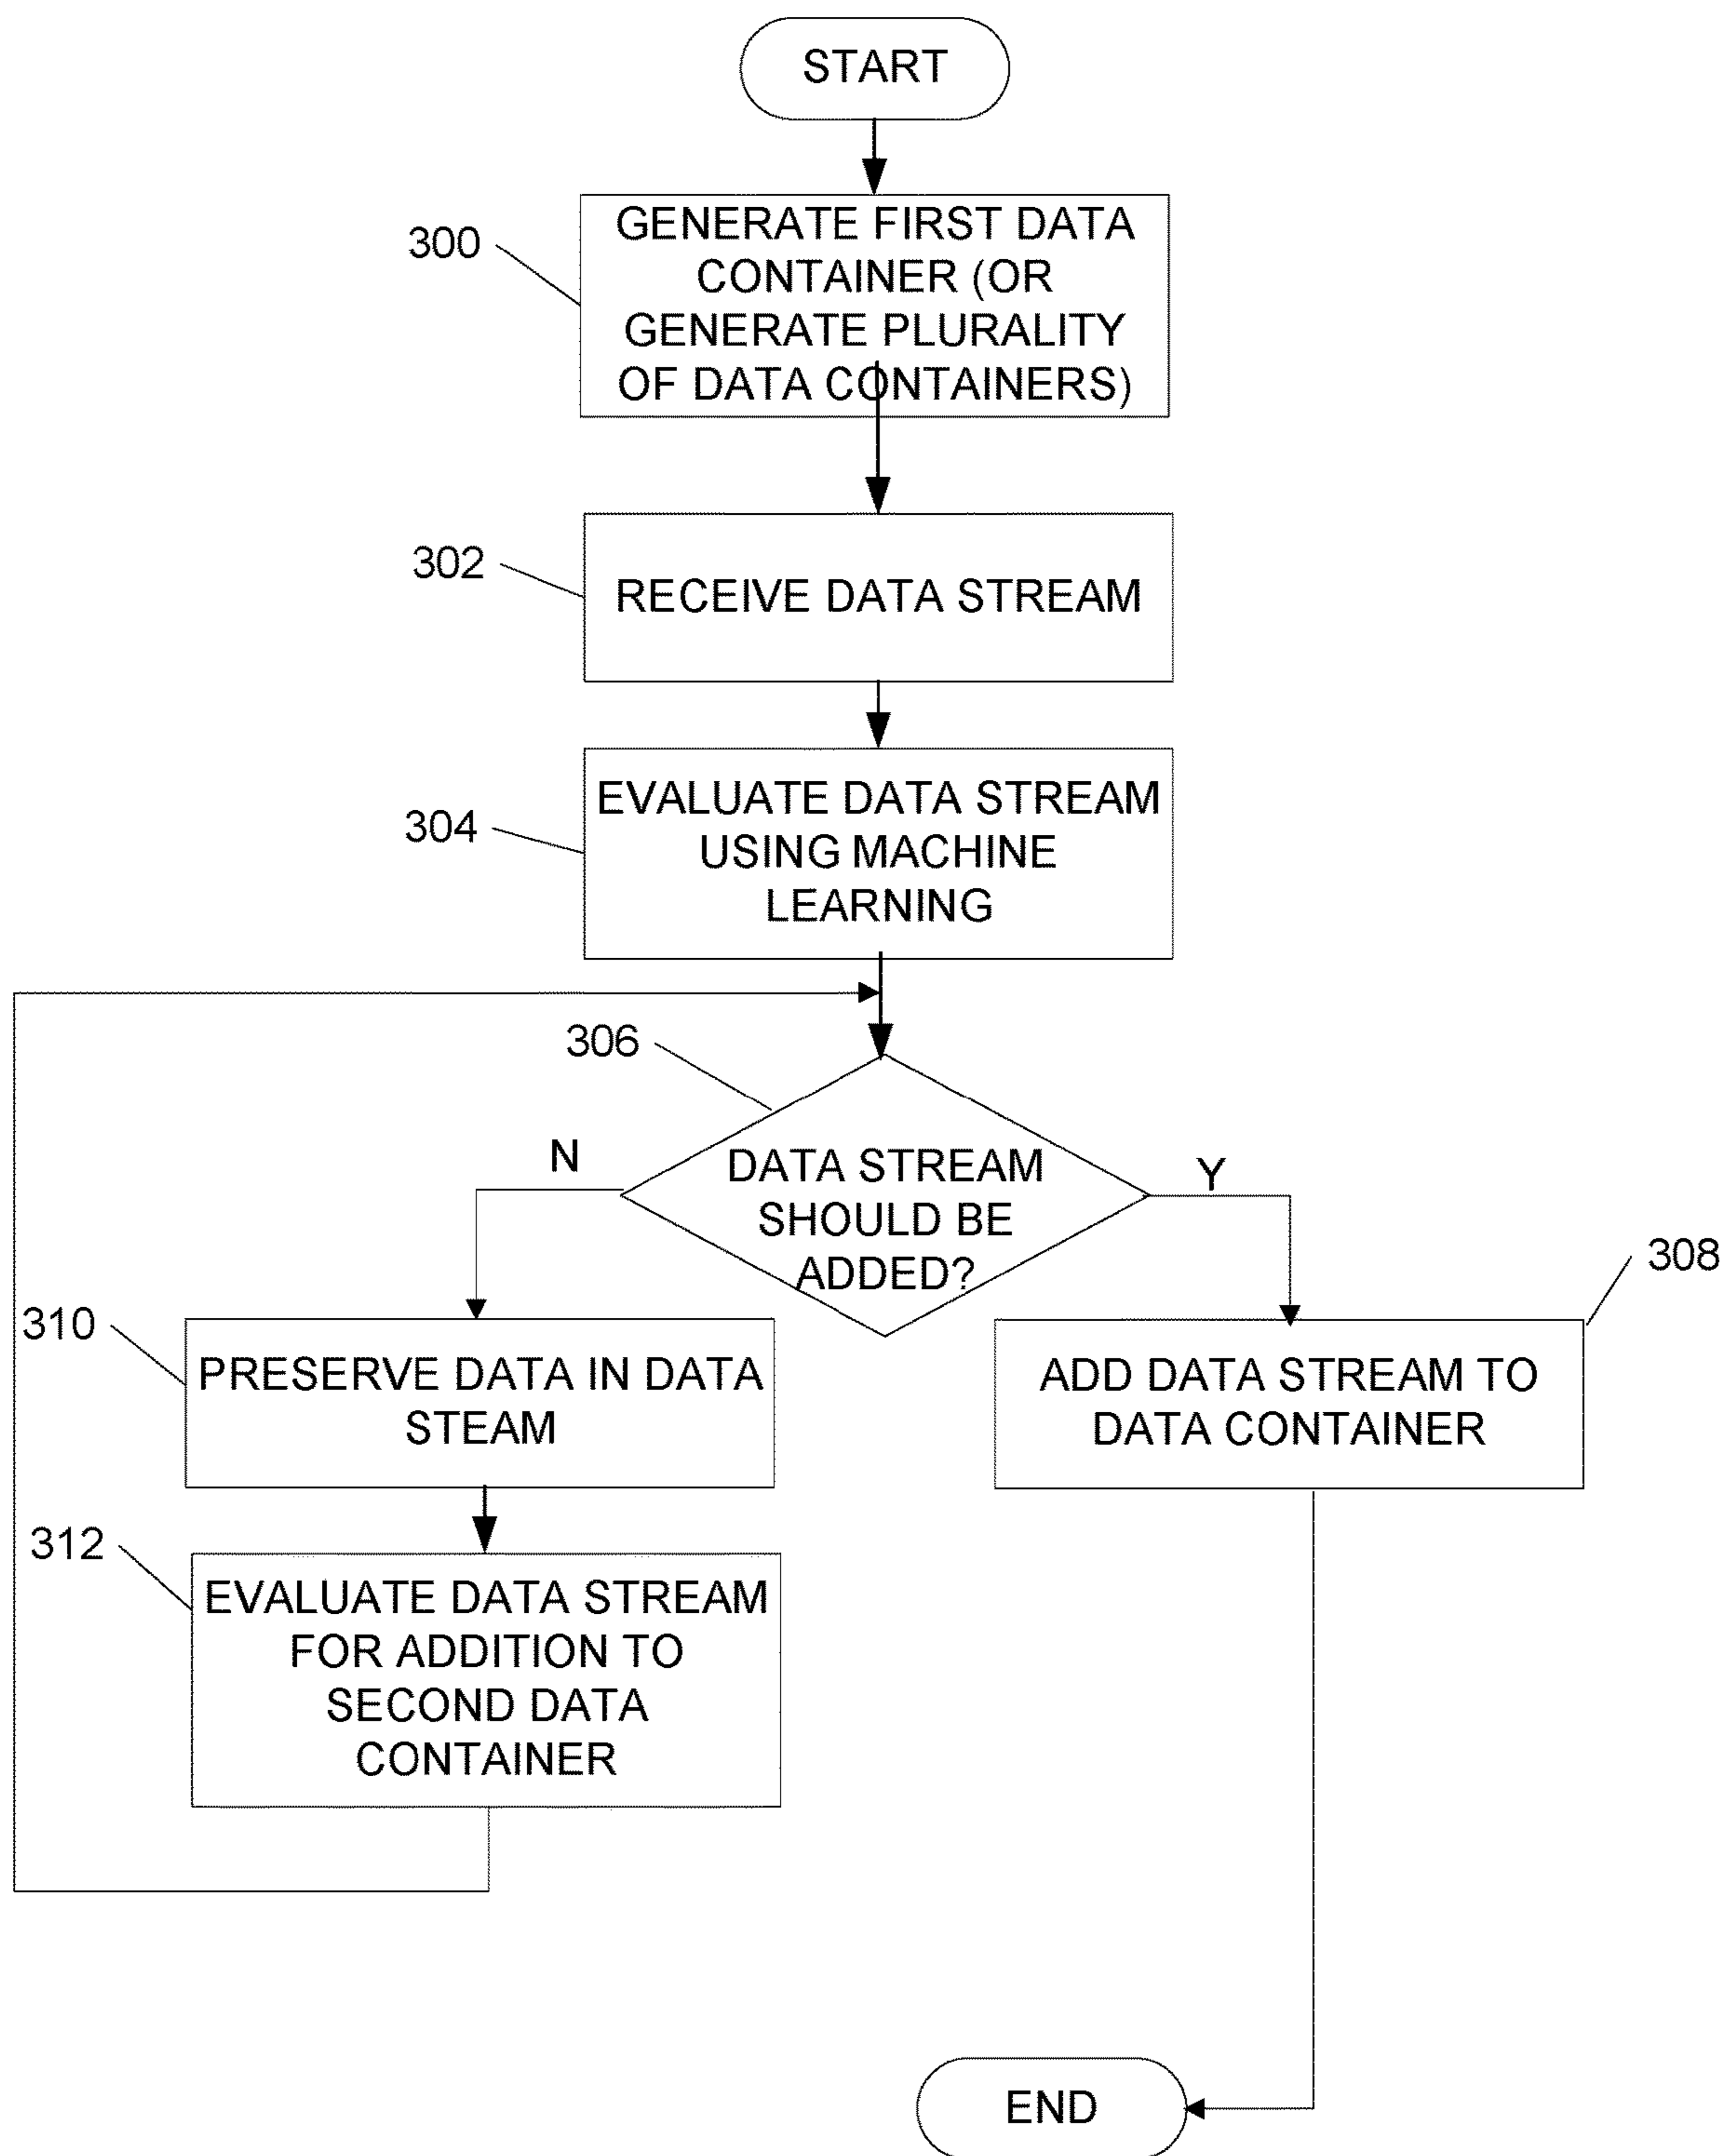 START
300
GENERATE FIRST DATA
CONTAINER (OR
GENERATE PLURALITY
OF DATA CONTAINERS)
302
RECEIVE DATA STREAM
304
EVALUATE DATA STREAM
USING MACHINE
LEARNING
306
DATA STREAM
SHOULD BE
ADDED?
N
Y
308
310
PRESERVE DATA IN DATA
STEAM
ADD DATA STREAM TO
DATA CONTAINER
312
EVALUATE DATA STREAM
FOR ADDITION TO
SECOND DATA
CONTAINER
END